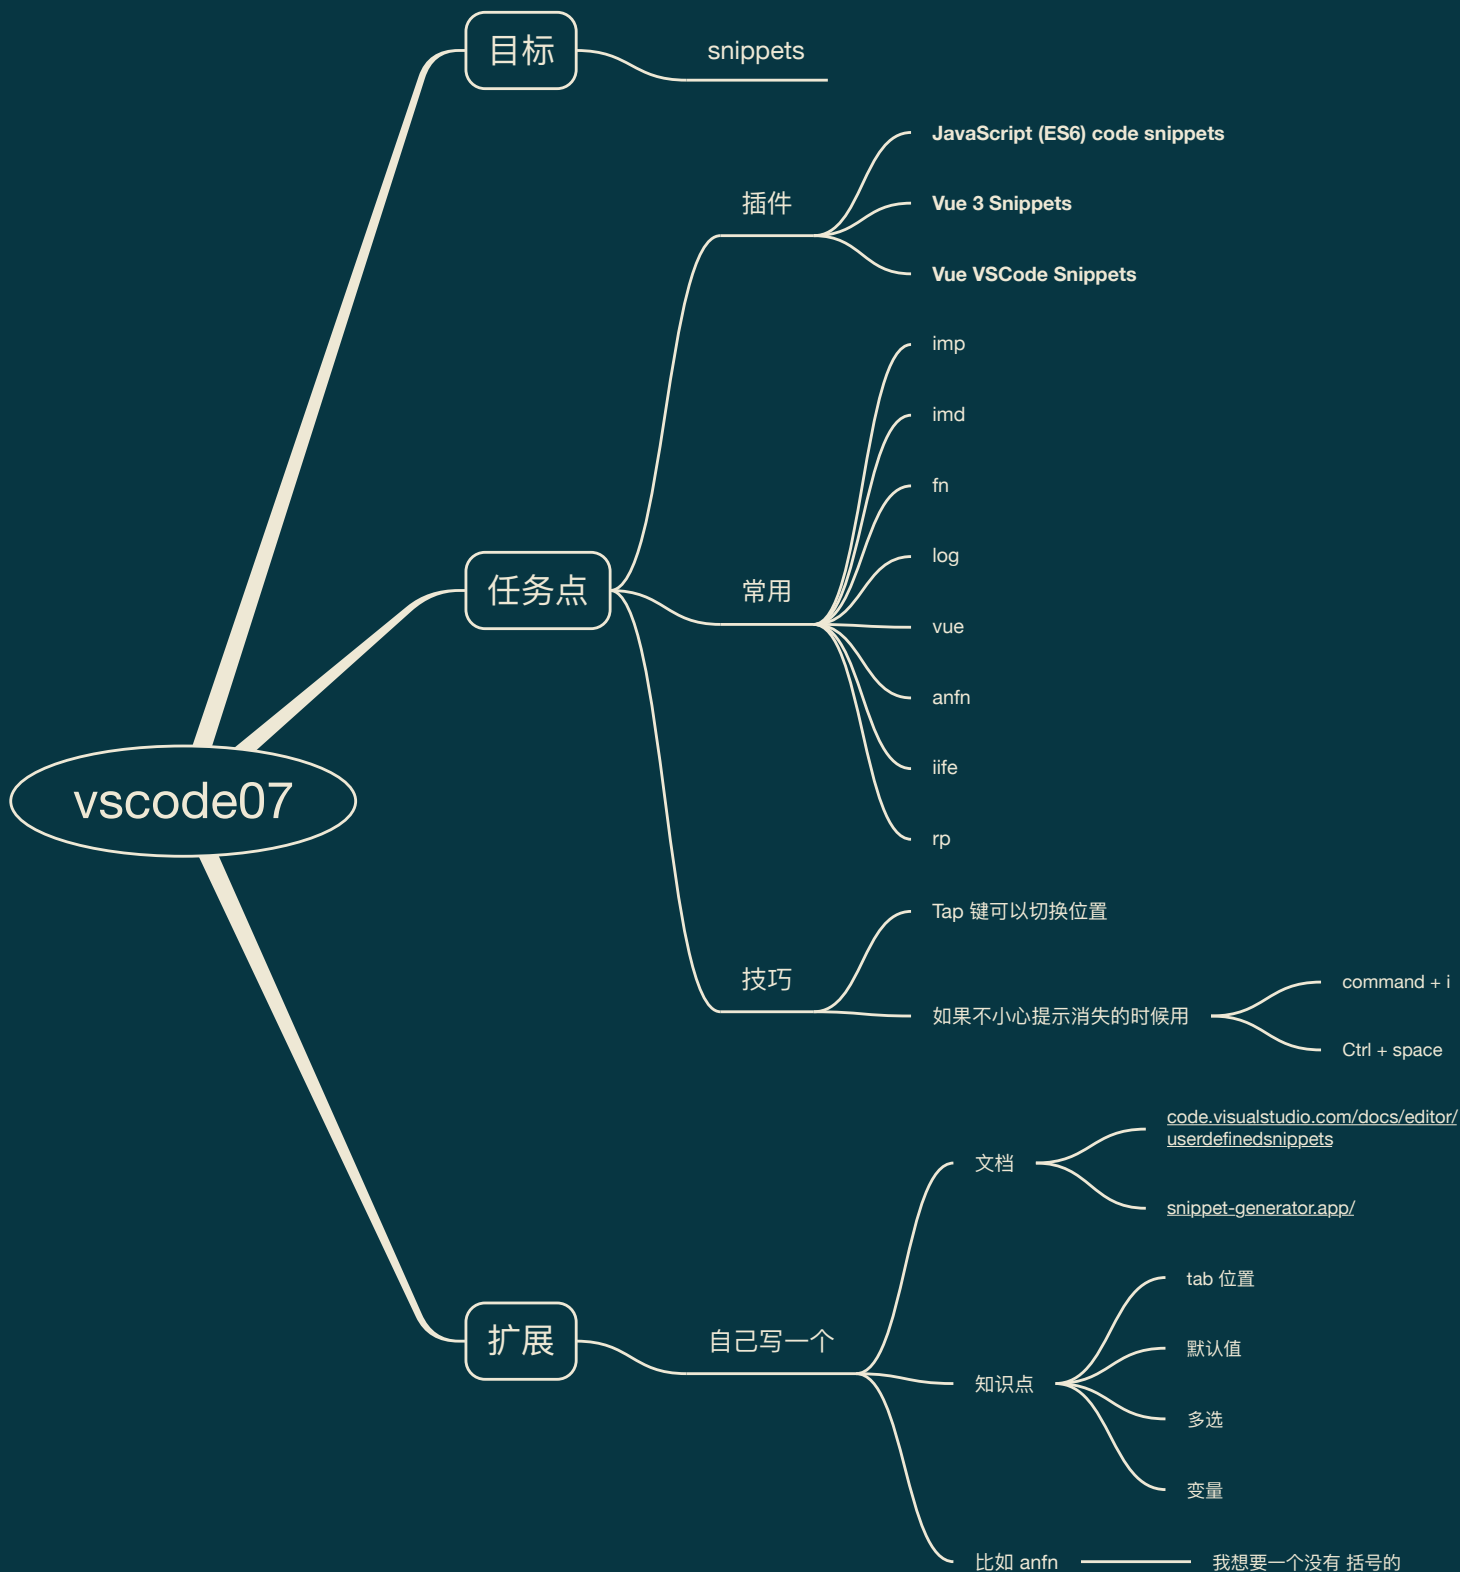 目标
snippets
JavaScript (ES6) code snippets
插件
Vue 3 Snippets
Vue VSCode Snippets
imp
imd
fn
log
常用
任务点
vue
anfn
iife
vscode07
rp
Tap 键可以切换位置
技巧
command + i
如果不小心提示消失的时候用
Ctrl + space
code.visualstudio.com/docs/editor/
userdefinedsnippets
文档
snippet-generator.app/
tab 位置
扩展
自己写一个
默认值
知识点
多选
变量
比如 anfn
我想要一个没有 括号的